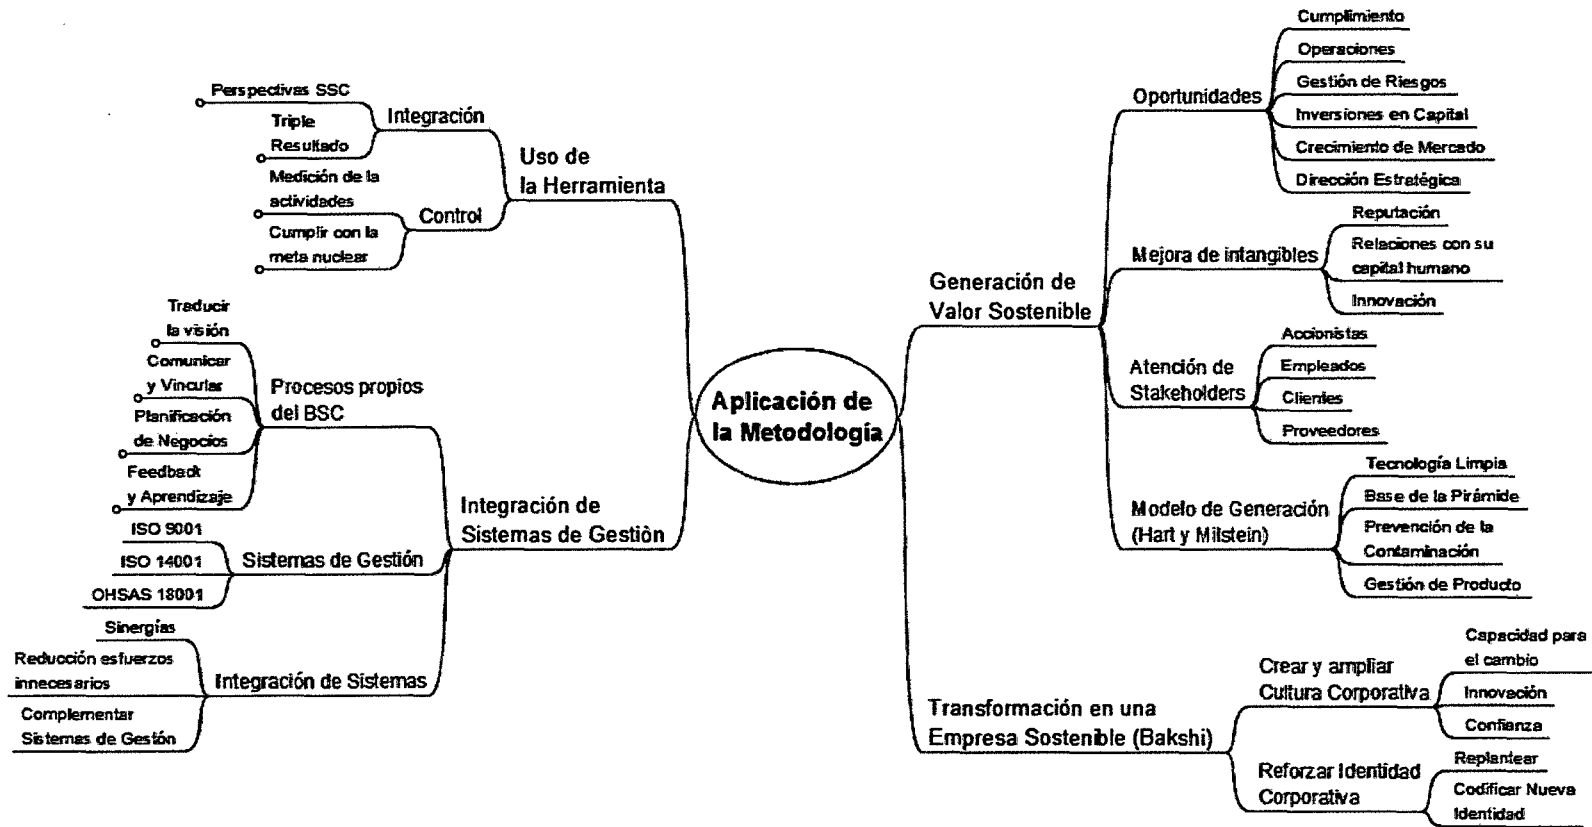 Aplicación de
la Metodología
Uso de
la Herramienta
Integración
Perspectivas SSC
Triple
Resultado
Control
Medición de la
actividades
Cumplir con la
meta nuclear
Integración de
Sistemas de Gestiòn
Procesos propios
del BSC
Traducir
la visión
Comunicar
y Vincular
Planificación
de Negocios
Feedback
y Aprendizaje
Sistemas de Gestión
ISO 9001
ISO 14001
OHSAS 18001
Integración de Sistemas
Sinergías
Reducción esfuerzos
innecesarios
Complementar
Sistemas de Gestón
Generación de
Valor Sostenible
Oportunidades
Cumplimiento
Operaciones
Gestión de Riesgos
Inversiones en Capital
Crecimiento de Mercado
Dirección Estratégica
Mejora de intangibles
Reputación
Relaciones con su
capital humano
Innovación
Atención de
Stakeholders
Accionistas
Empleados
Clientes
Proveedores
Modelo de Generación
(Hart y Milstein)
Tecnología Limpia
Base de la Pirámide
Prevención de la
Contaminación
Gestión de Producto
Transformación en una
Empresa Sostenible (Bakshi)
Crear y ampliar
Cultura Corporativa
Capacidad para
el cambio
Innovación
Confianza
Reforzar Identidad
Corporativa
Replantear
Codificar Nueva
Identidad